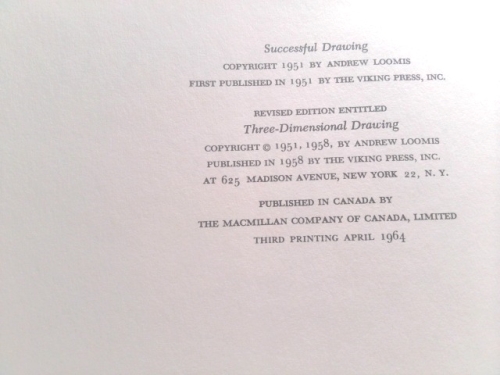 Successful Drawing
COPYRIGHT 1951 BY ANDREW LOOMIS
FIRST PUBLISHED IN 1951 BY THE VIKING PRESS, INC.
REVISED EDITION ENTITLED
Three-Dimensional Drawing
COPYRIGHT © 1951, 1958, BY ANDREW LOOMIS
PUBLISHED IN 1958 BY THE VIKING PRESS, INC.
AT 625 MADISON AVENUE, NEW YORK 22, N. Y.
PUBLISHED IN CANADA BY
THE MACMILLAN COMPANY OF CANADA, LIMITED
THIRD PRINTING APRIL 1964